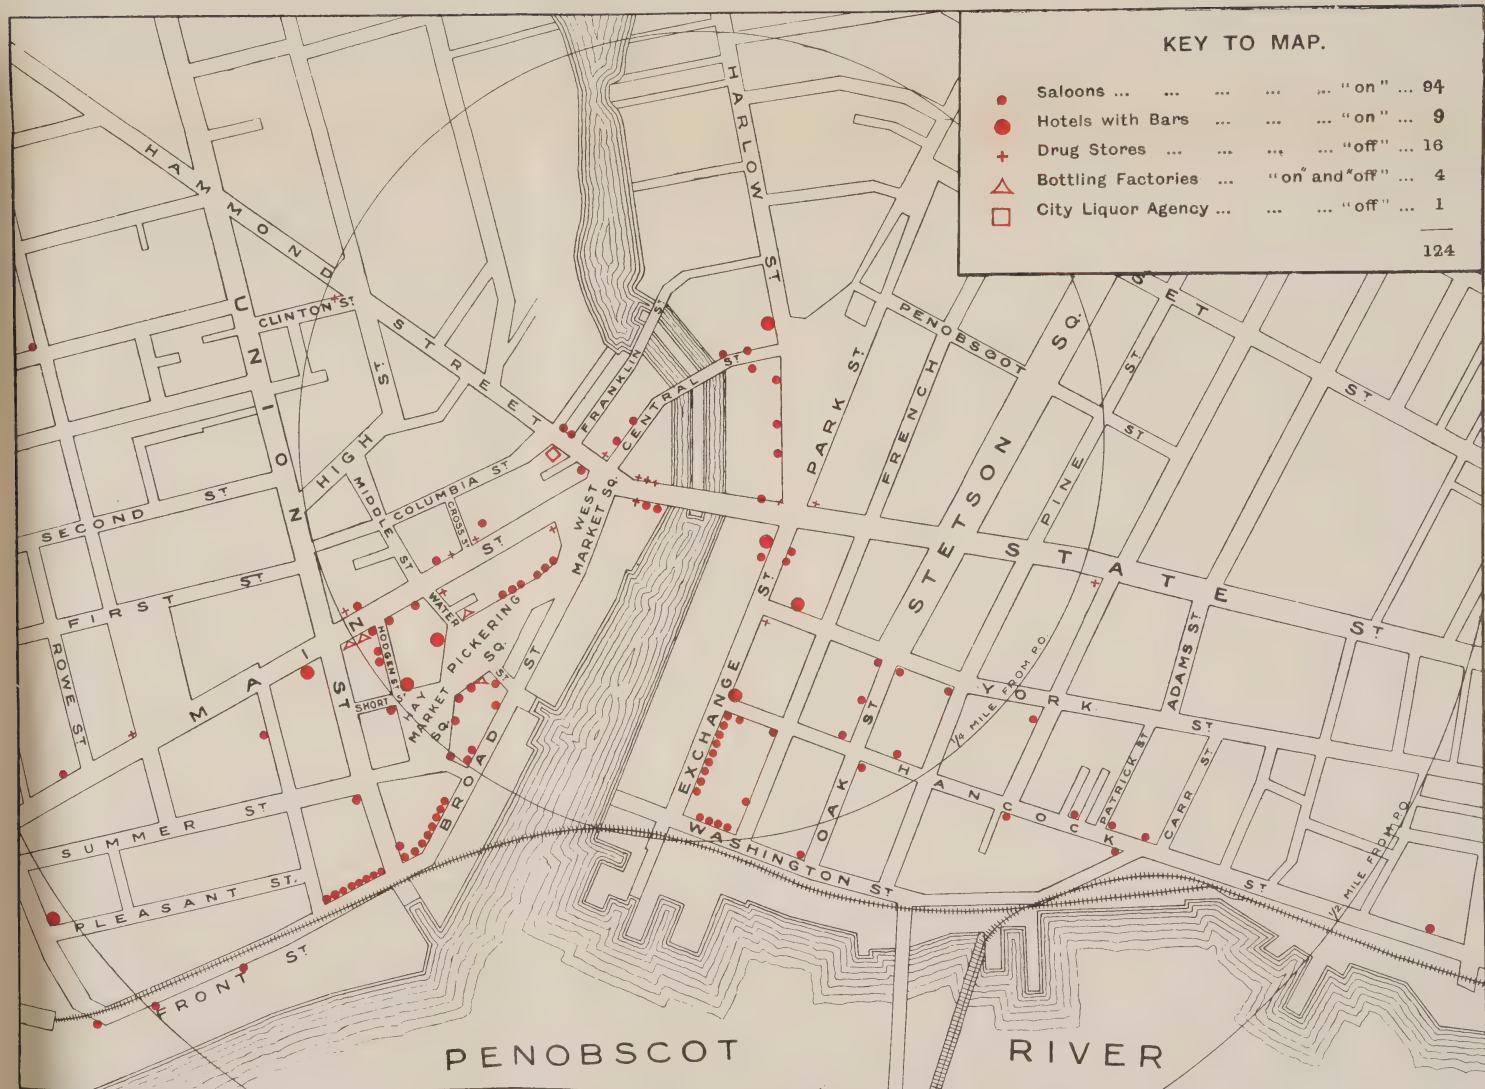 KEY TO MAP.
Saloons ... ... ... ... ... "on" ... 94
Hotels with Bars ... ... ... "on" ... 9
Drug Stores ... ... ... ... "off" ... 16
Bottling Factories ... "on" and "off" ... 4
City Liquor Agency ... ... ... "off" ... 1
124
HARLOW ST.
HAMMOND STREET
UNION ST
CLINTON ST.
HIGH ST.
FRANKLIN ST
CENTRAL ST
PENOBSCOT ST
SET ST.
PARK ST.
FRENCH
STETSON SQ.
PINE ST.
COLUMBIA ST
MIDDLE ST
CROSS ST
WEST MARKET SQ.
SECOND ST
FIRST ST
STATE ST.
MAIN ST.
WATER
PICKERING SQ.
HODGEN ST
SHORT ST
HAY MARKET SQ.
BROAD ST
ST
ROWE ST.
EXCHANGE ST.
OAK ST
YORK ST
ADAMS ST.
PATRICK ST
CARR ST
HANCOCK ST
WASHINGTON ST
SUMMER ST
PLEASANT ST.
FRONT ST.
1/4 MILE FROM P.O.
1/2 MILE FROM P.O.
PENOBSCOT RIVER